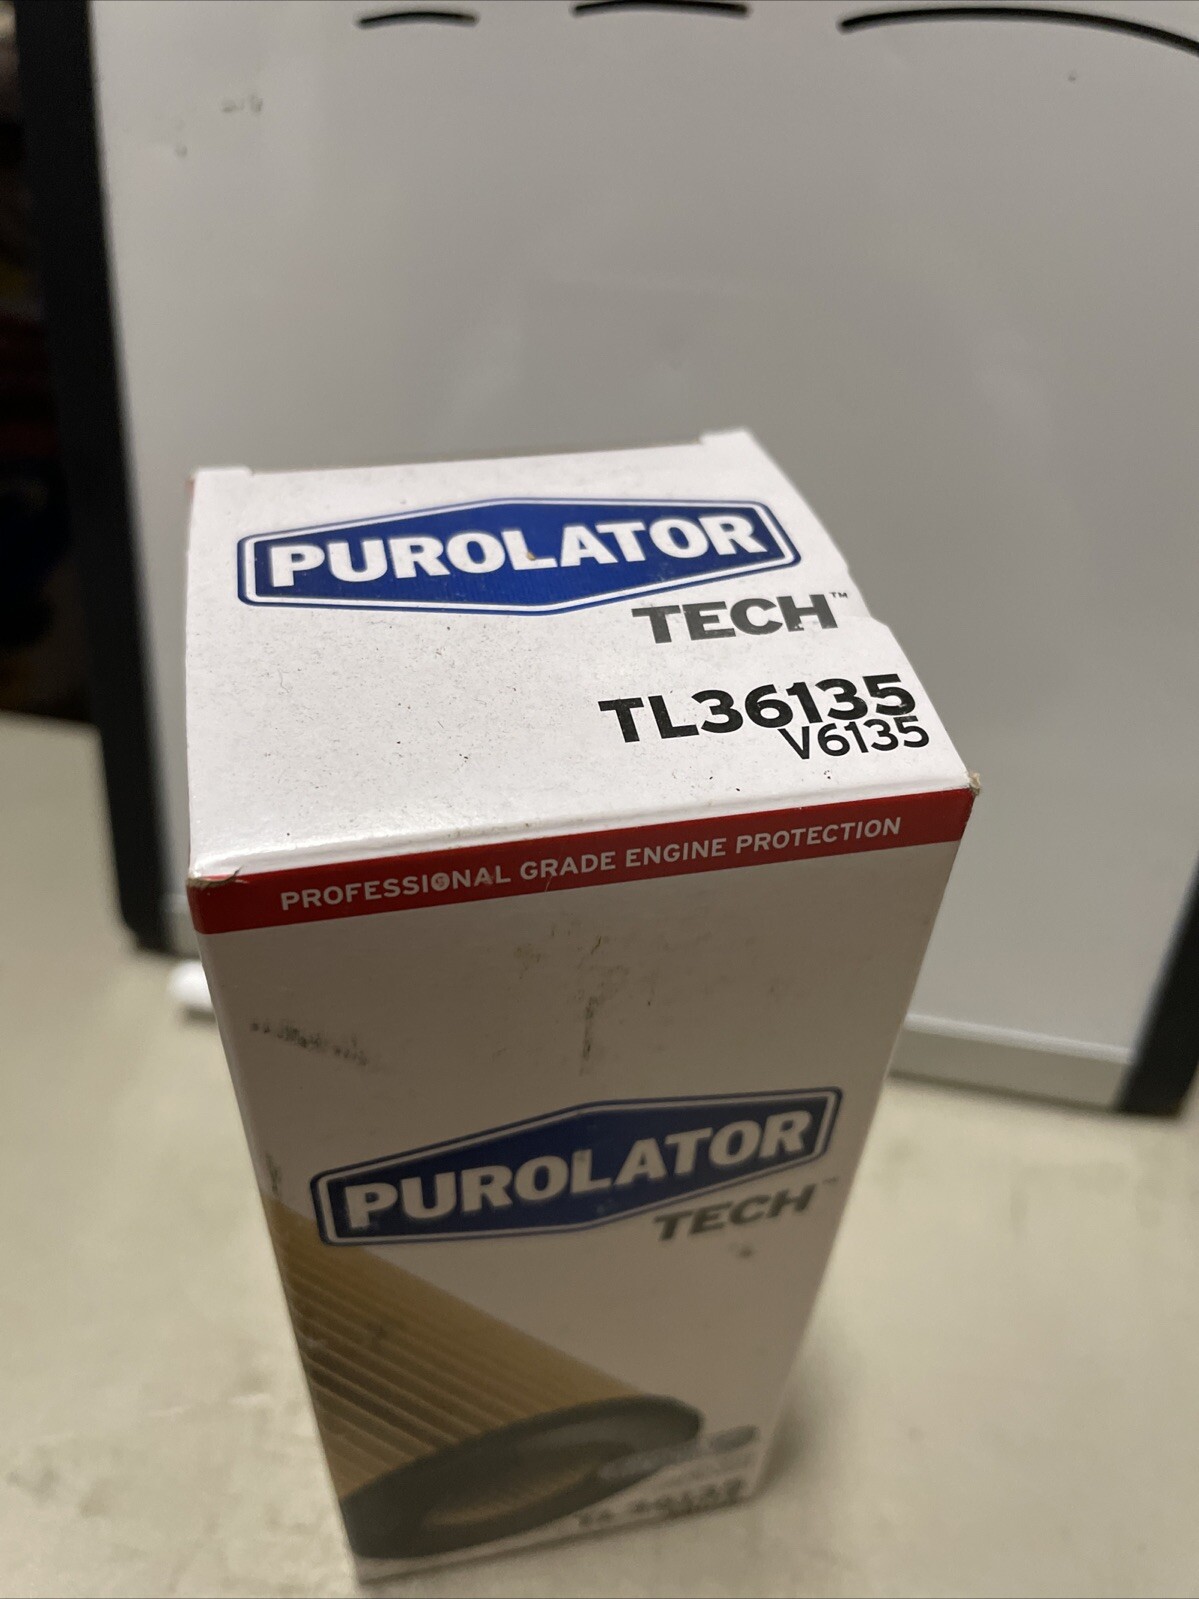 PUROLATOR
TECH™
TL36135
V6135
PROFESSIONAL GRADE ENGINE PROTECTION
PUROLATOR
TECH™